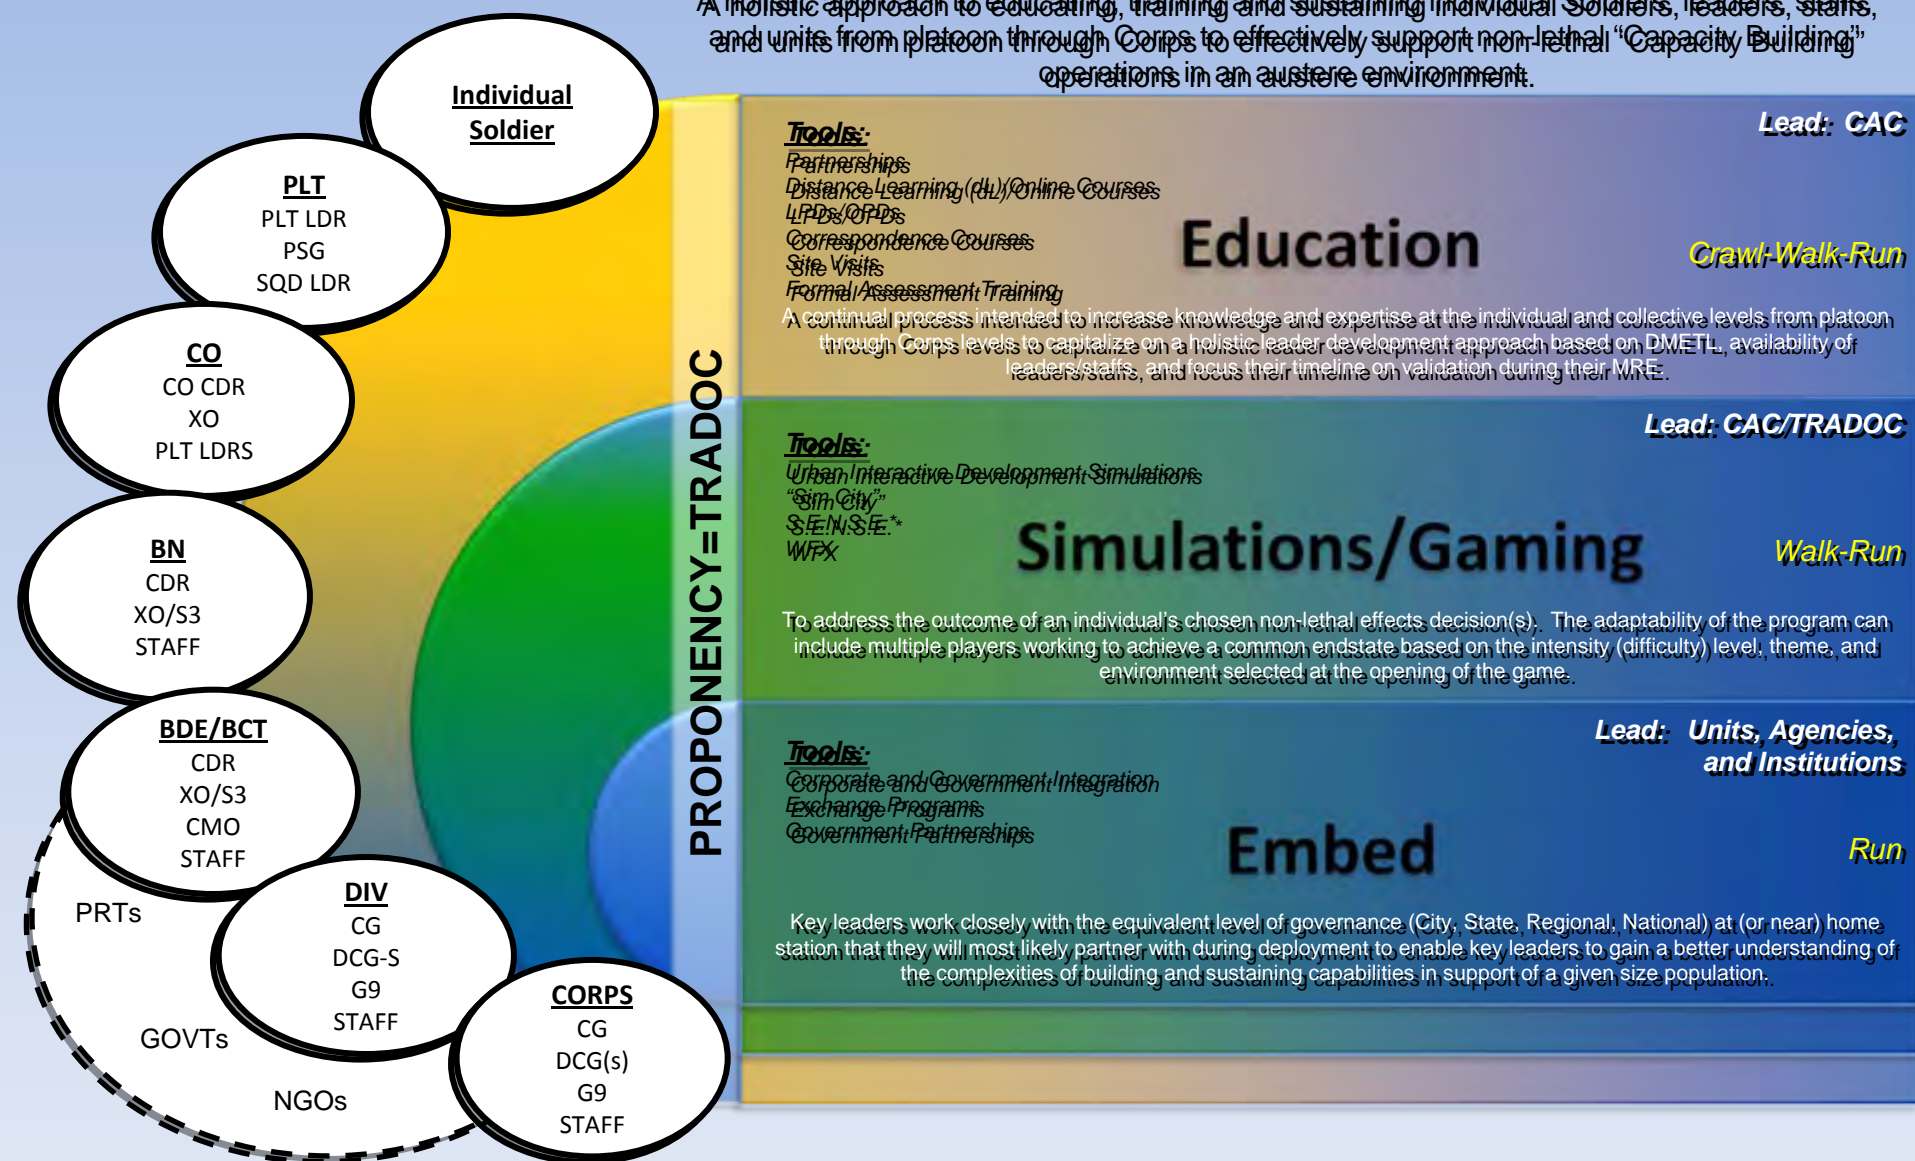 A holistic approach to educating, training and sustaining individual Soldiers, leaders, staffs,
and units from platoon through Corps to effectively support non-lethal “Capacity Building”
operations in an austere environment.
Individual
Soldier
PLT
PLT LDR
PSG
SQD LDR
CO
CO CDR
XO
PLT LDRS
BN
CDR
XO/S3
STAFF
BDE/BCT
CDR
XO/S3
CMO
STAFF
DIV
CG
DCG-S
G9
STAFF
CORPS
CG
DCG(s)
G9
STAFF
PRTs
GOVTs
NGOs
PROPONENCY=TRADOC
Tools:
Partnerships
Distance Learning (dL)/Online Courses
LPDs/OPDs
Correspondence Courses
Site Visits
Formal Assessment Training
Education
Lead: CAC
Crawl-Walk-Run
A continual process intended to increase knowledge and expertise at the individual and collective levels from platoon
through Corps levels to capitalize on a holistic leader development approach based on DMETL, availability of
leaders/staffs, and focus their timeline on validation during their MRE.
Tools:
Urban Interactive Development Simulations
“Sim City”
S.E.N.S.E.*
WFX
Simulations/Gaming
Lead: CAC/TRADOC
Walk-Run
To address the outcome of an individual’s chosen non-lethal effects decision(s). The adaptability of the program can
include multiple players working to achieve a common endstate based on the intensity (difficulty) level, theme, and
environment selected at the opening of the game.
Tools:
Corporate and Government Integration
Exchange Programs
Government Partnerships
Embed
Lead: Units, Agencies,
and Institutions
Run
Key leaders work closely with the equivalent level of governance (City, State, Regional, National) at (or near) home
station that they will most likely partner with during deployment to enable key leaders to gain a better understanding of
the complexities of building and sustaining capabilities in support of a given size population.